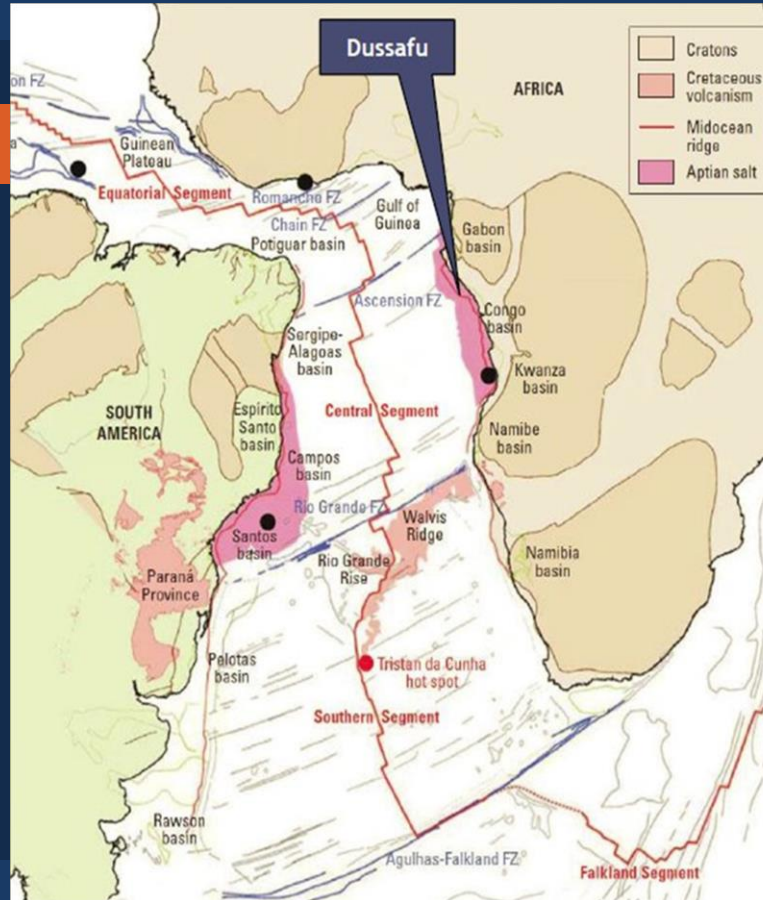 Dussafu
Cratons
Cretaceous
volcanism
Midocean
ridge
Aptian salt
AFRICA
on FZ
Guinean
Plateau
Equatorial Segment
Romanche FZ
Chain FZ
Potiguar basin
Gulf of
Guinea
Gabon
basin
Ascension FZ
Congo
basin
Sergipe-
Alagoas
basin
Kwanza
basin
SOUTH
AMERICA
Espirito
Santo
basin
Central Segment
Namibe
basin
Campos
basin
Rio Grande FZ
Santos
basin
Walvis
Ridge
Rio Grande
Rise
Namibia
basin
Paraná
Province
Pelotas
basin
Tristan da Cunha
hot spot
Southern Segment
Rawson
basin
Agulhas-Falkland FZ
Falkland Segment